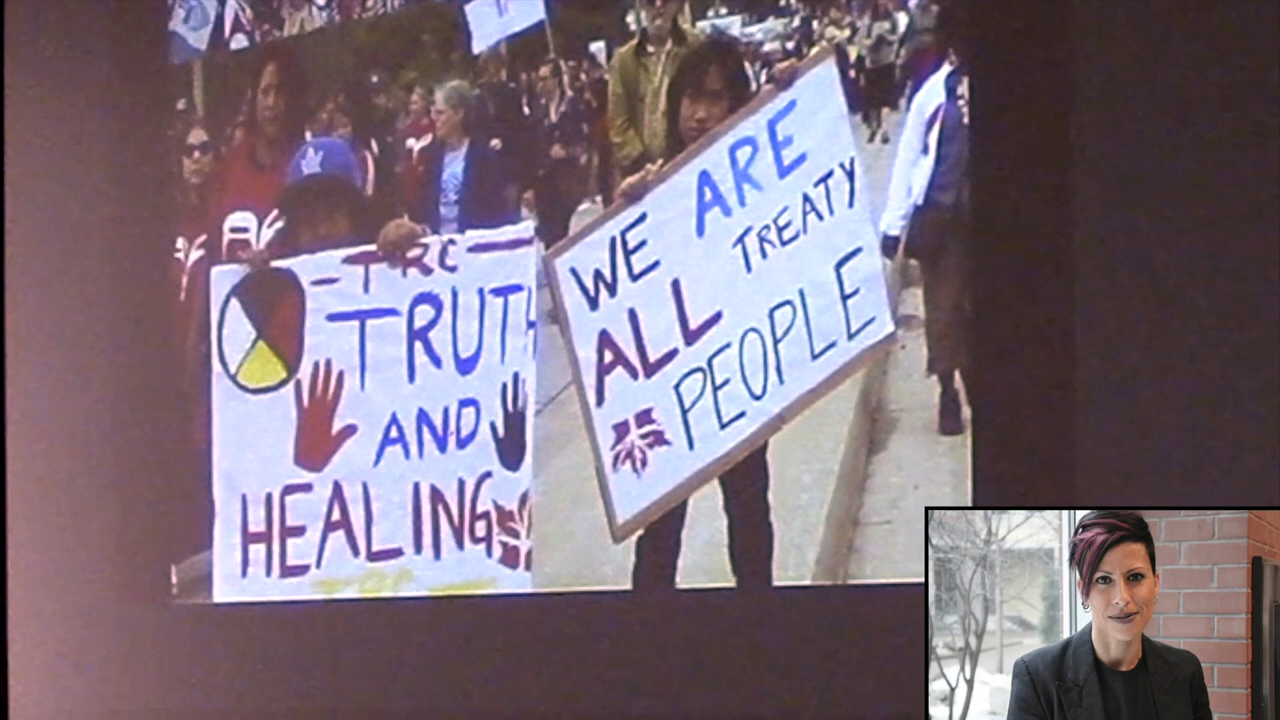 -TRC-
TRUTH
AND
HEALING
WE ARE
ALL TREATY
PEOPLE